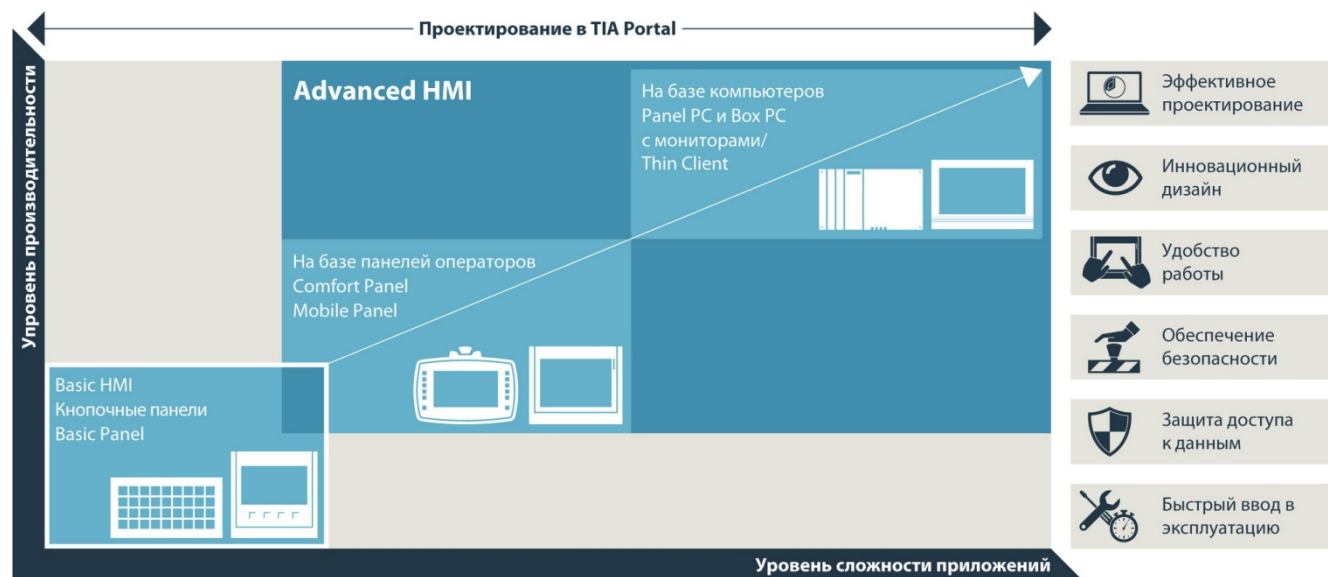 Проектирование в TIA Portal
Упровень производительности
Advanced HMI
На базе компьютеров
Panel PC и Box PC
с мониторами/
Thin Client
На базе панелей операторов
Comfort Panel
Mobile Panel
Basic HMI
Кнопочные панели
Basic Panel
Уровень сложности приложений
Эффективное
проектирование
Инновационный
дизайн
Удобство
работы
Обеспечение
безопасности
Защита доступа
к данным
Быстрый ввод в
эксплуатацию